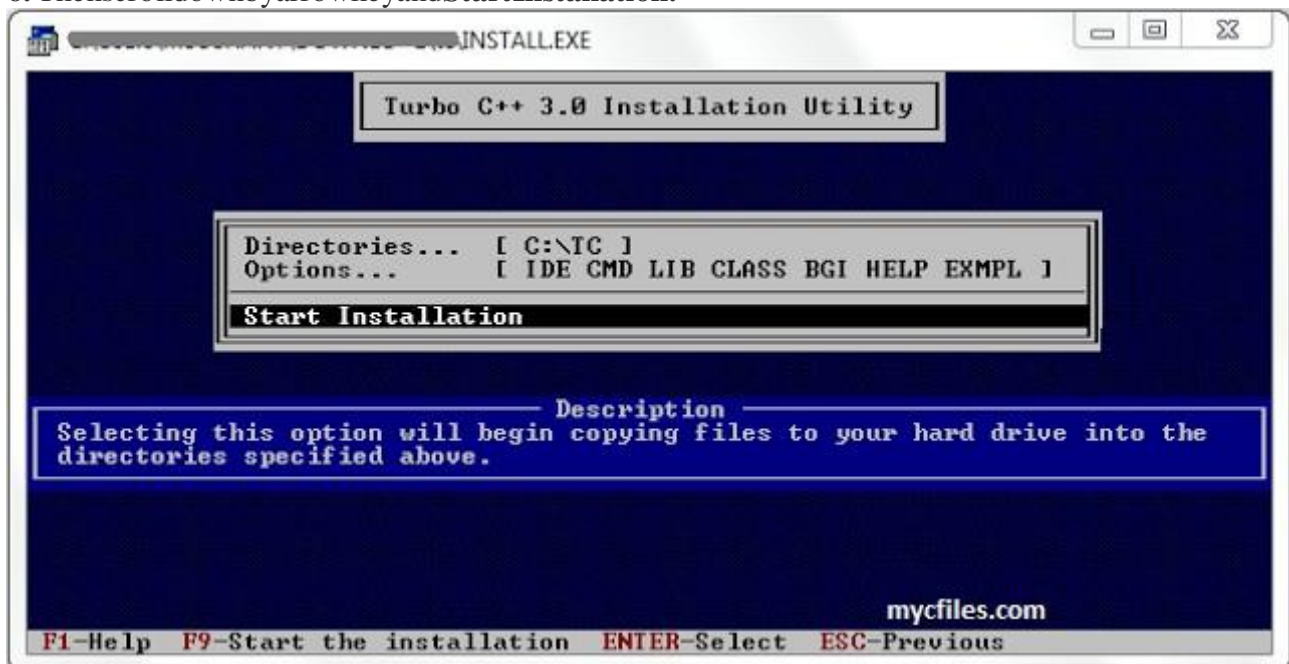 INSTALL.EXE
Turbo C++ 3.0 Installation Utility
Directories... [ C:\TC ]
Options... [ IDE CMD LIB CLASS BGI HELP EXMPL ]
Start Installation
Description
Selecting this option will begin copying files to your hard drive into the
directories specified above.
mycfiles.com
F1-Help F9-Start the installation ENTER-Select ESC-Previous